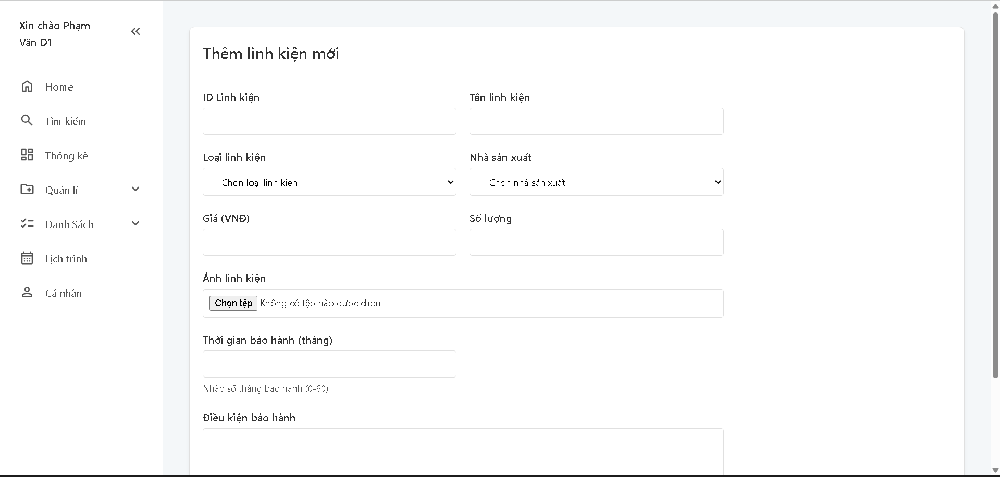 Xin chào Phạm
Văn D1
Home
Tìm kiếm
Thống kê
Quản lí
Danh Sách
Lịch trình
Cá nhân
Thêm linh kiện mới
ID Linh kiện
Tên linh kiện
Loại linh kiện
Nhà sản xuất
-- Chọn loại linh kiện --
-- Chọn nhà sản xuất --
Giá (VNĐ)
Số lượng
Ảnh linh kiện
Chọn tệp Không có tệp nào được chọn
Thời gian bảo hành (tháng)
Nhập số tháng bảo hành (0-60)
Điều kiện bảo hành